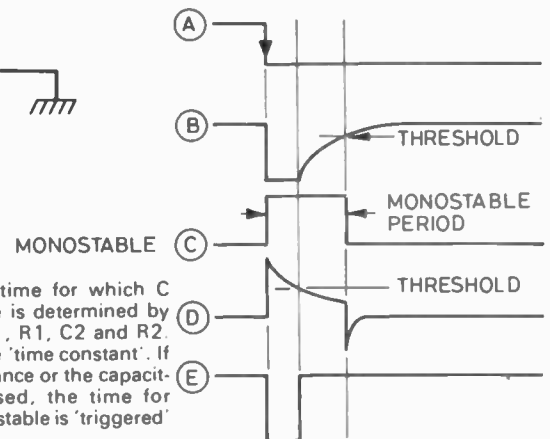 A
B
THRESHOLD
MONOSTABLE
PERIOD
MONOSTABLE C
THRESHOLD
D
E
time for which C
is determined by
, R1, C2 and R2.
'time constant'. If
ance or the capacit-
sed, the time for
stable is 'triggered'